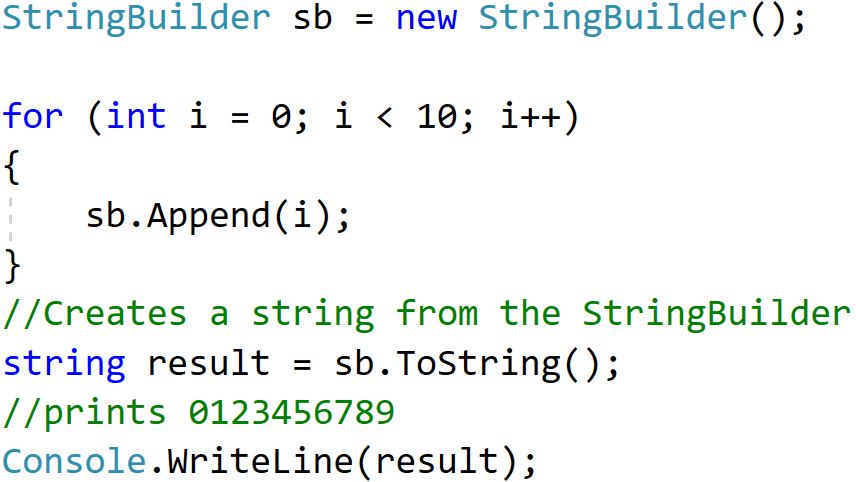 StringBuilder sb = new StringBuilder();
for (int i = 0; i < 10; i++)
{
    sb.Append(i);
}
//Creates a string from the StringBuilder
string result = sb.ToString();
//prints 0123456789
Console.WriteLine(result);